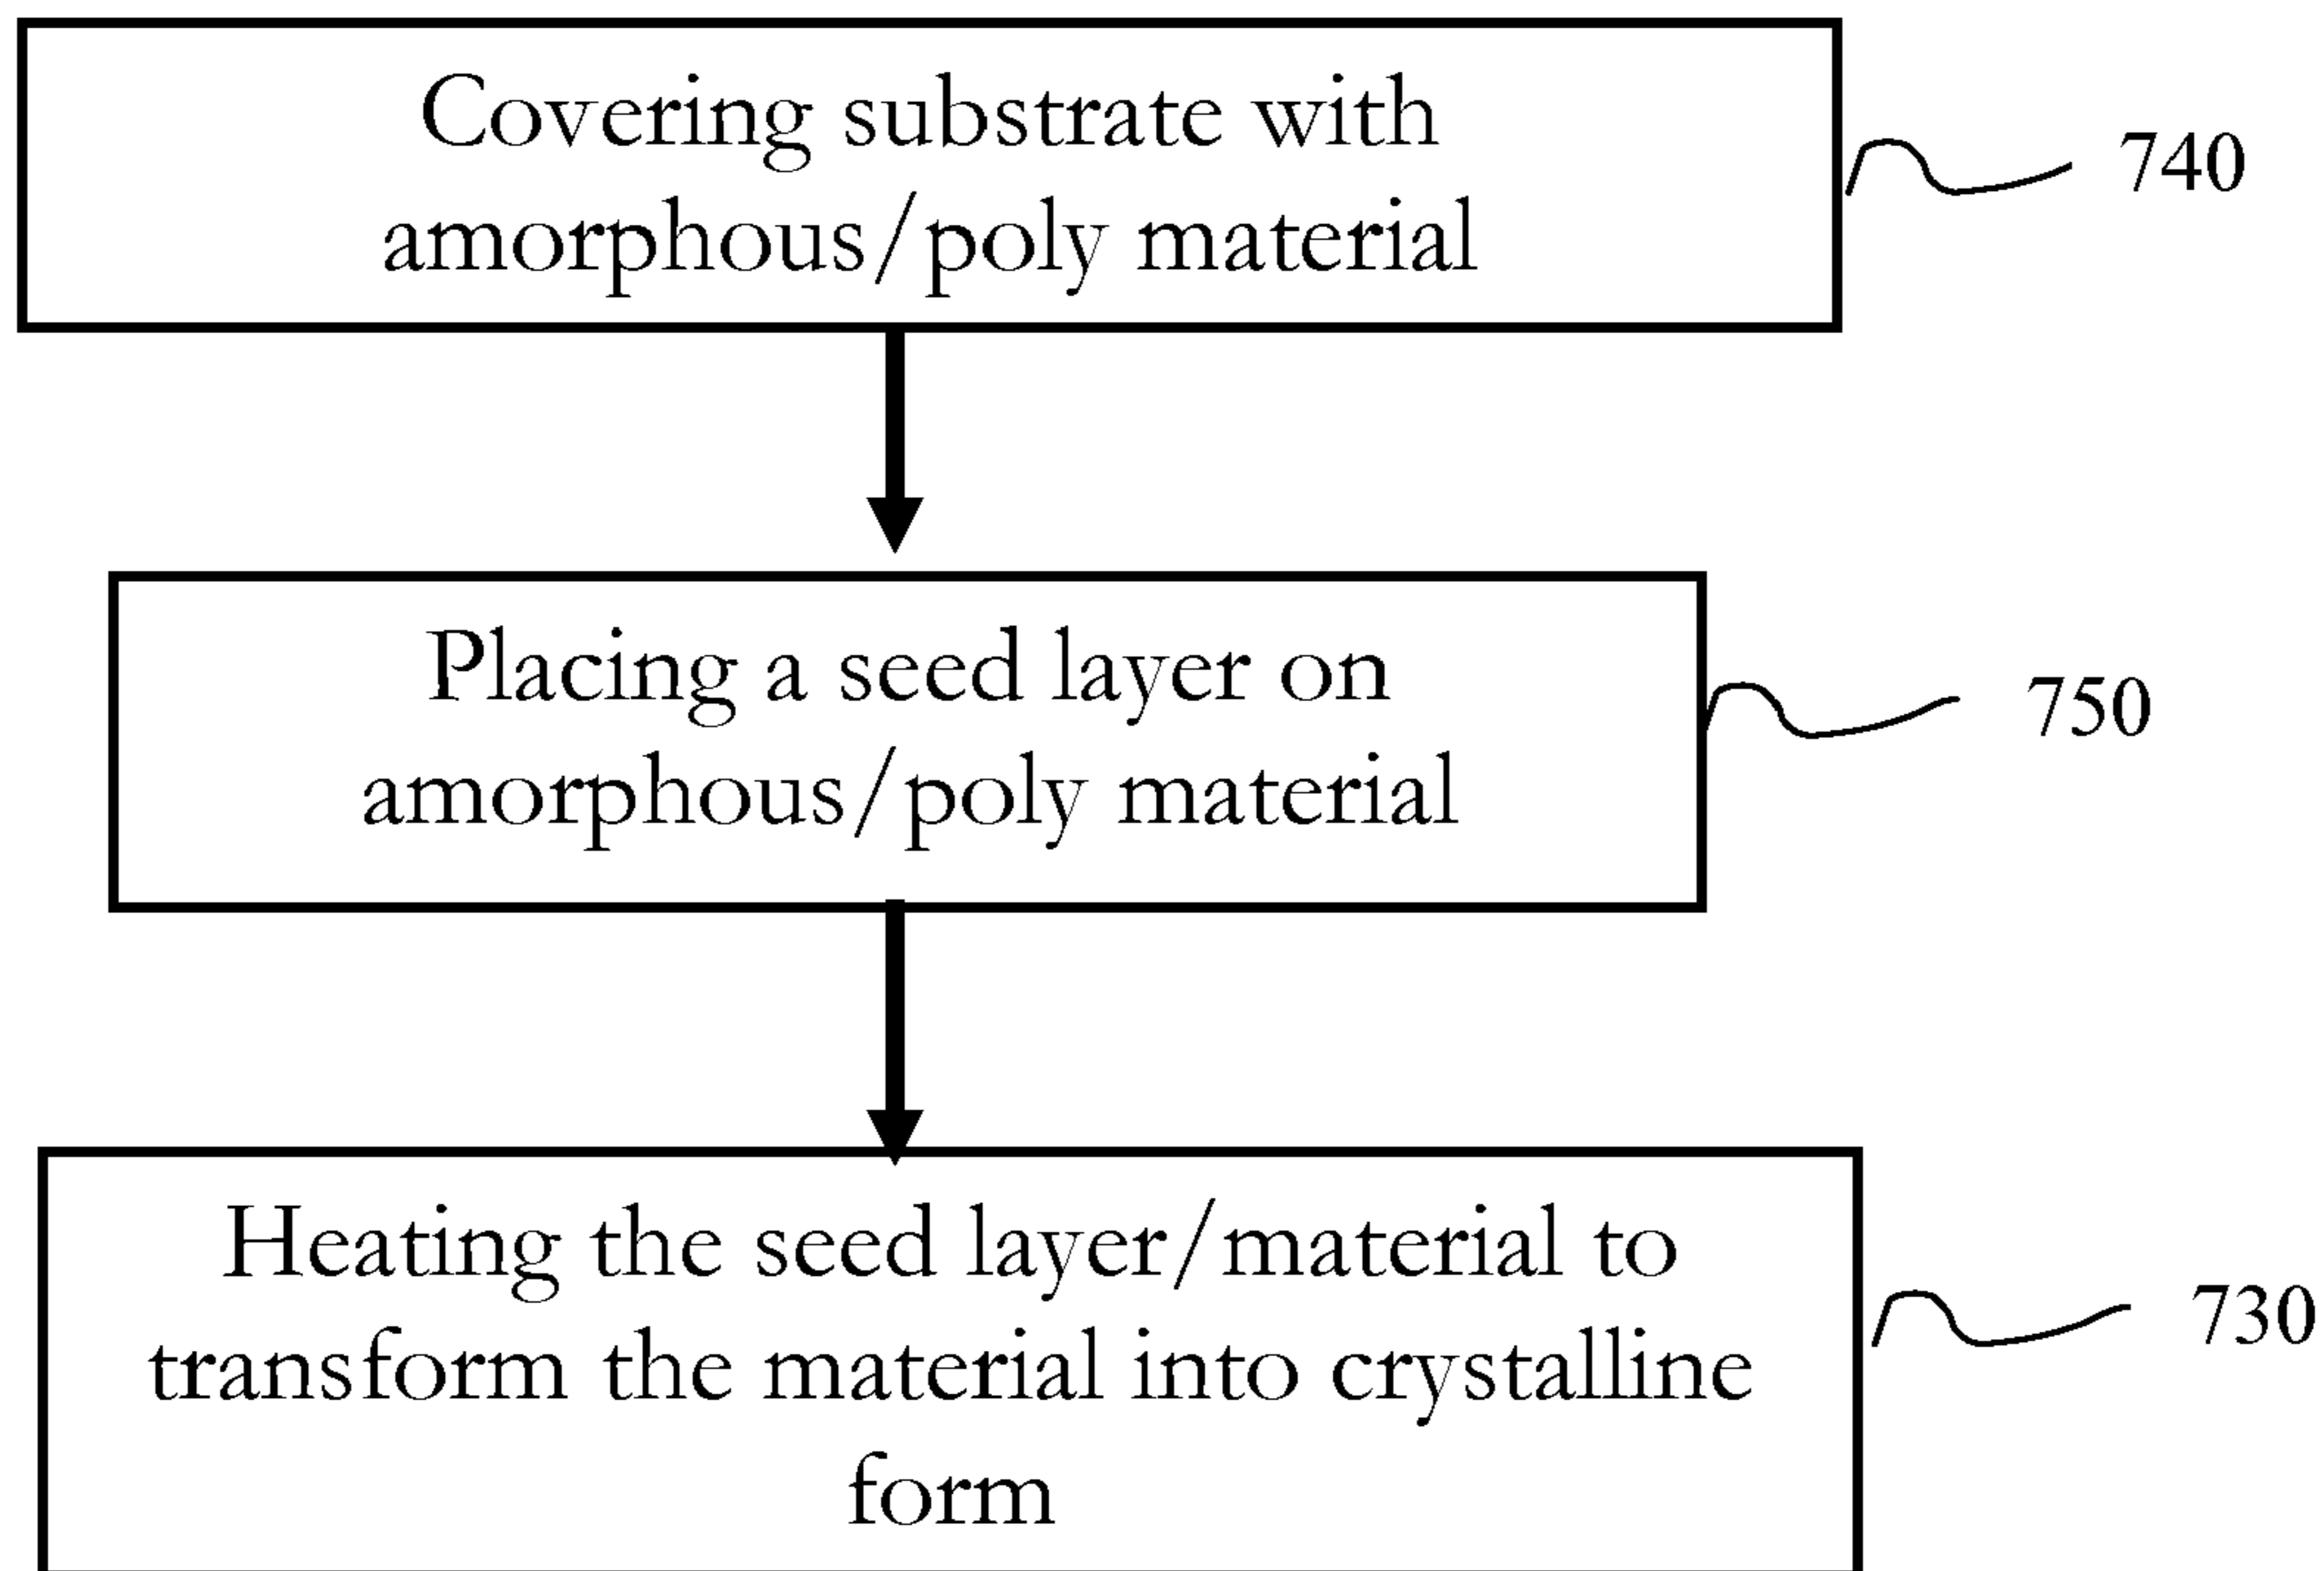 Covering substrate with
amorphous/poly material
740
Placing a seed layer on
amorphous/poly material
750
Heating the seed layer/material to
transform the material into crystalline
form
730